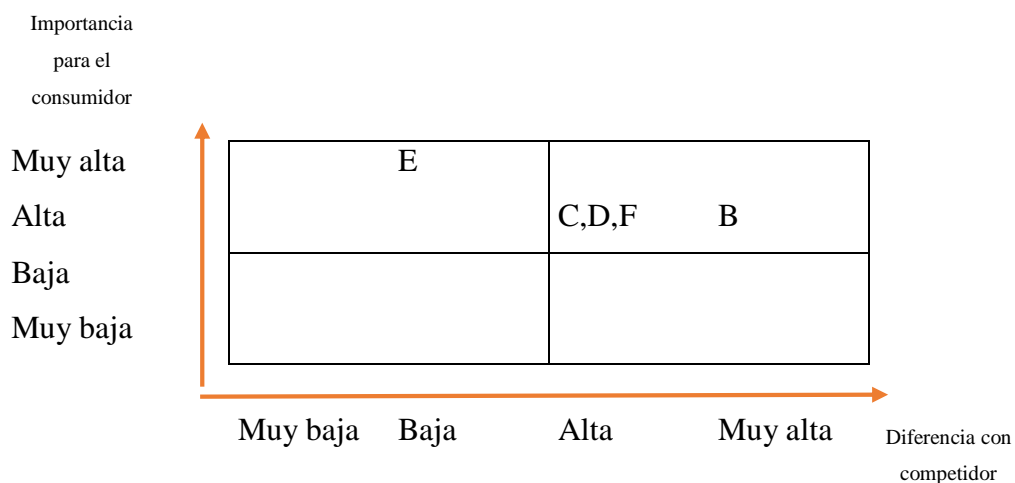 Importancia
para el
consumidor
Muy alta E
Alta C,D,F B
Baja
Muy baja
Muy baja Baja Alta Muy alta
Diferencia con
competidor